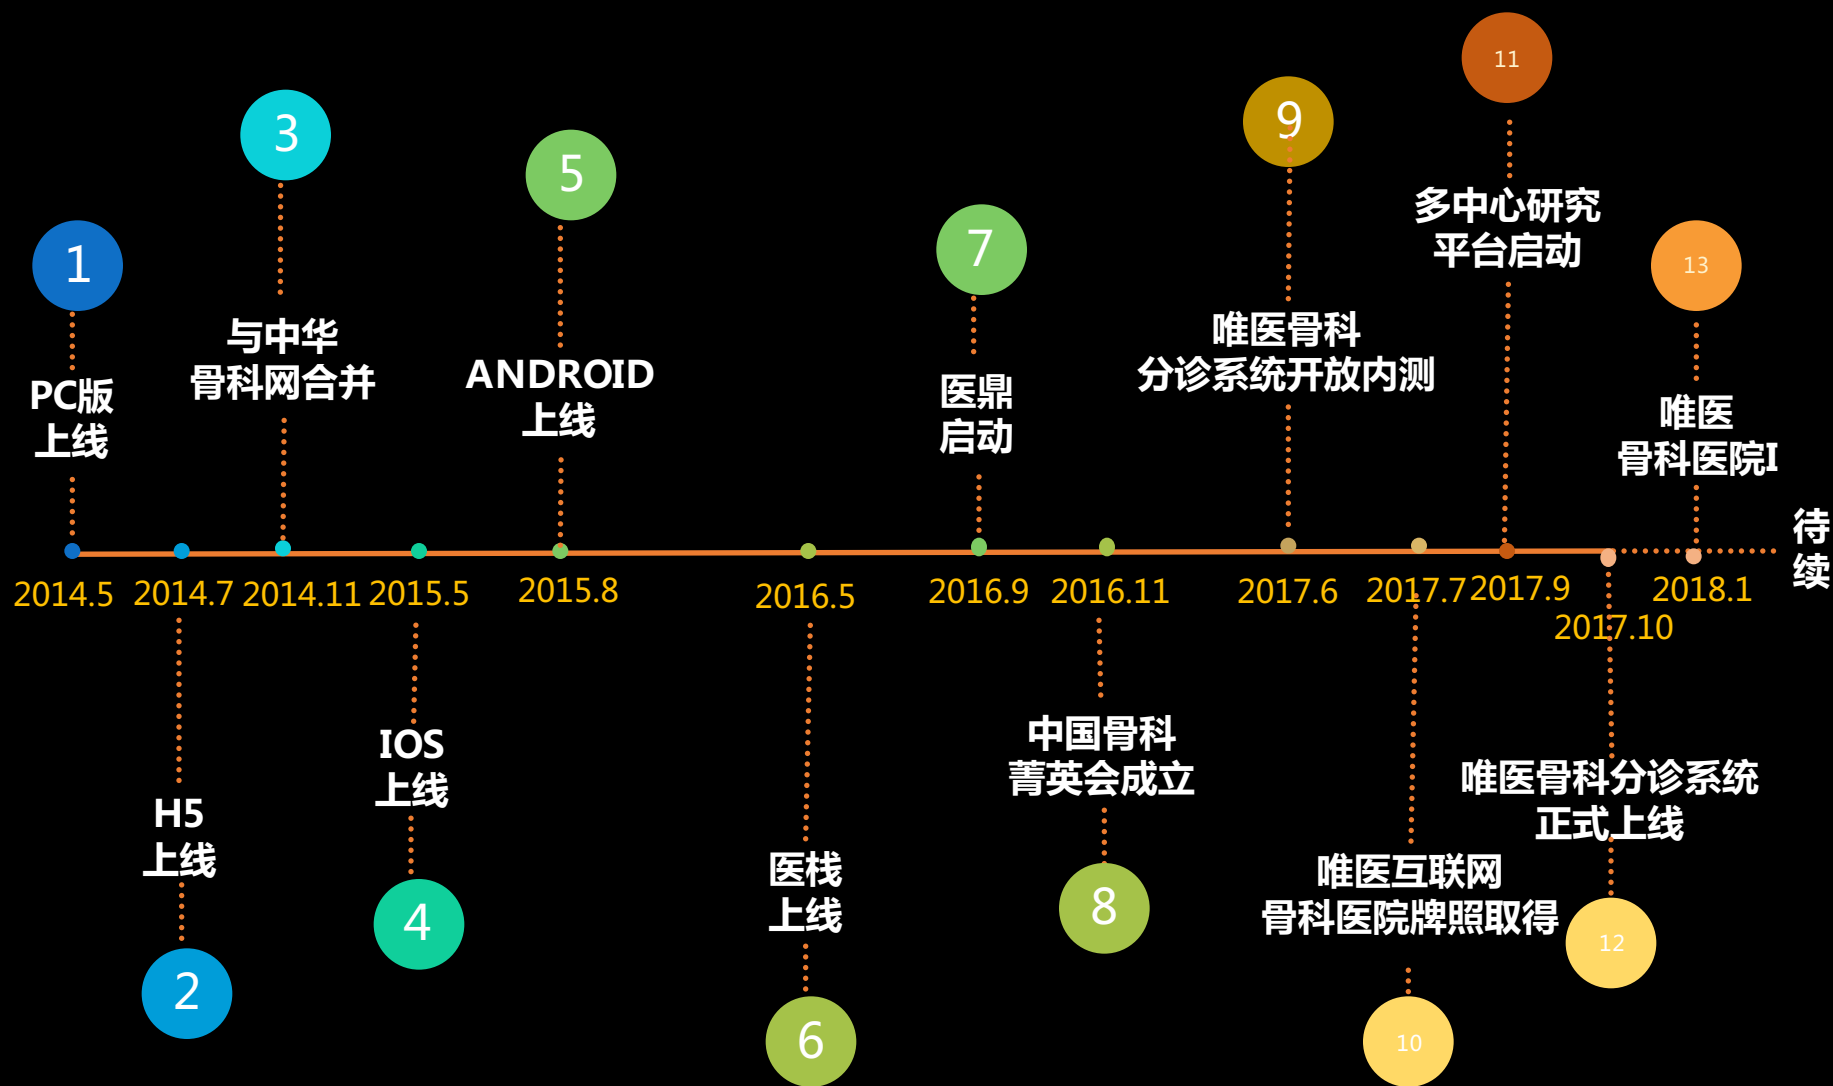 1
PC版
上线
2014.5
2014.7
H5
上线
2
3
与中华
骨科网合并
2014.11
2015.5
IOS
上线
4
5
ANDROID
上线
2015.8
2016.5
医栈
上线
6
7
医鼎
启动
2016.9
2016.11
中国骨科
菁英会成立
8
9
唯医骨科
分诊系统开放内测
2017.6
2017.7
唯医互联网
骨科医院牌照取得
10
11
多中心研究
平台启动
2017.9
2017.10
唯医骨科分诊系统
正式上线
12
13
唯医
骨科医院I
2018.1
待
续